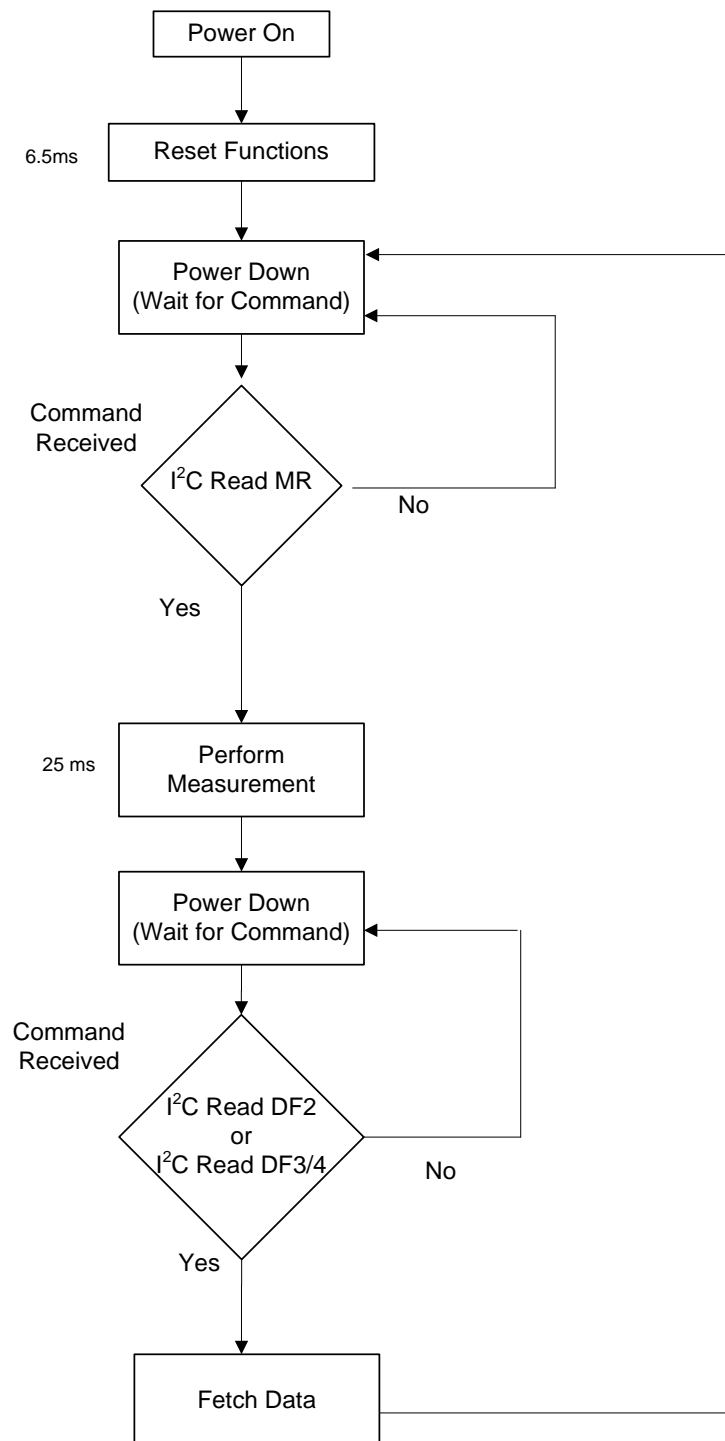 Power On
6.5ms
Reset Functions
Power Down
(Wait for Command)
Command
Received
I²C Read MR
No
Yes
25 ms
Perform
Measurement
Power Down
(Wait for Command)
Command
Received
I²C Read DF2
or
I²C Read DF3/4
No
Yes
Fetch Data